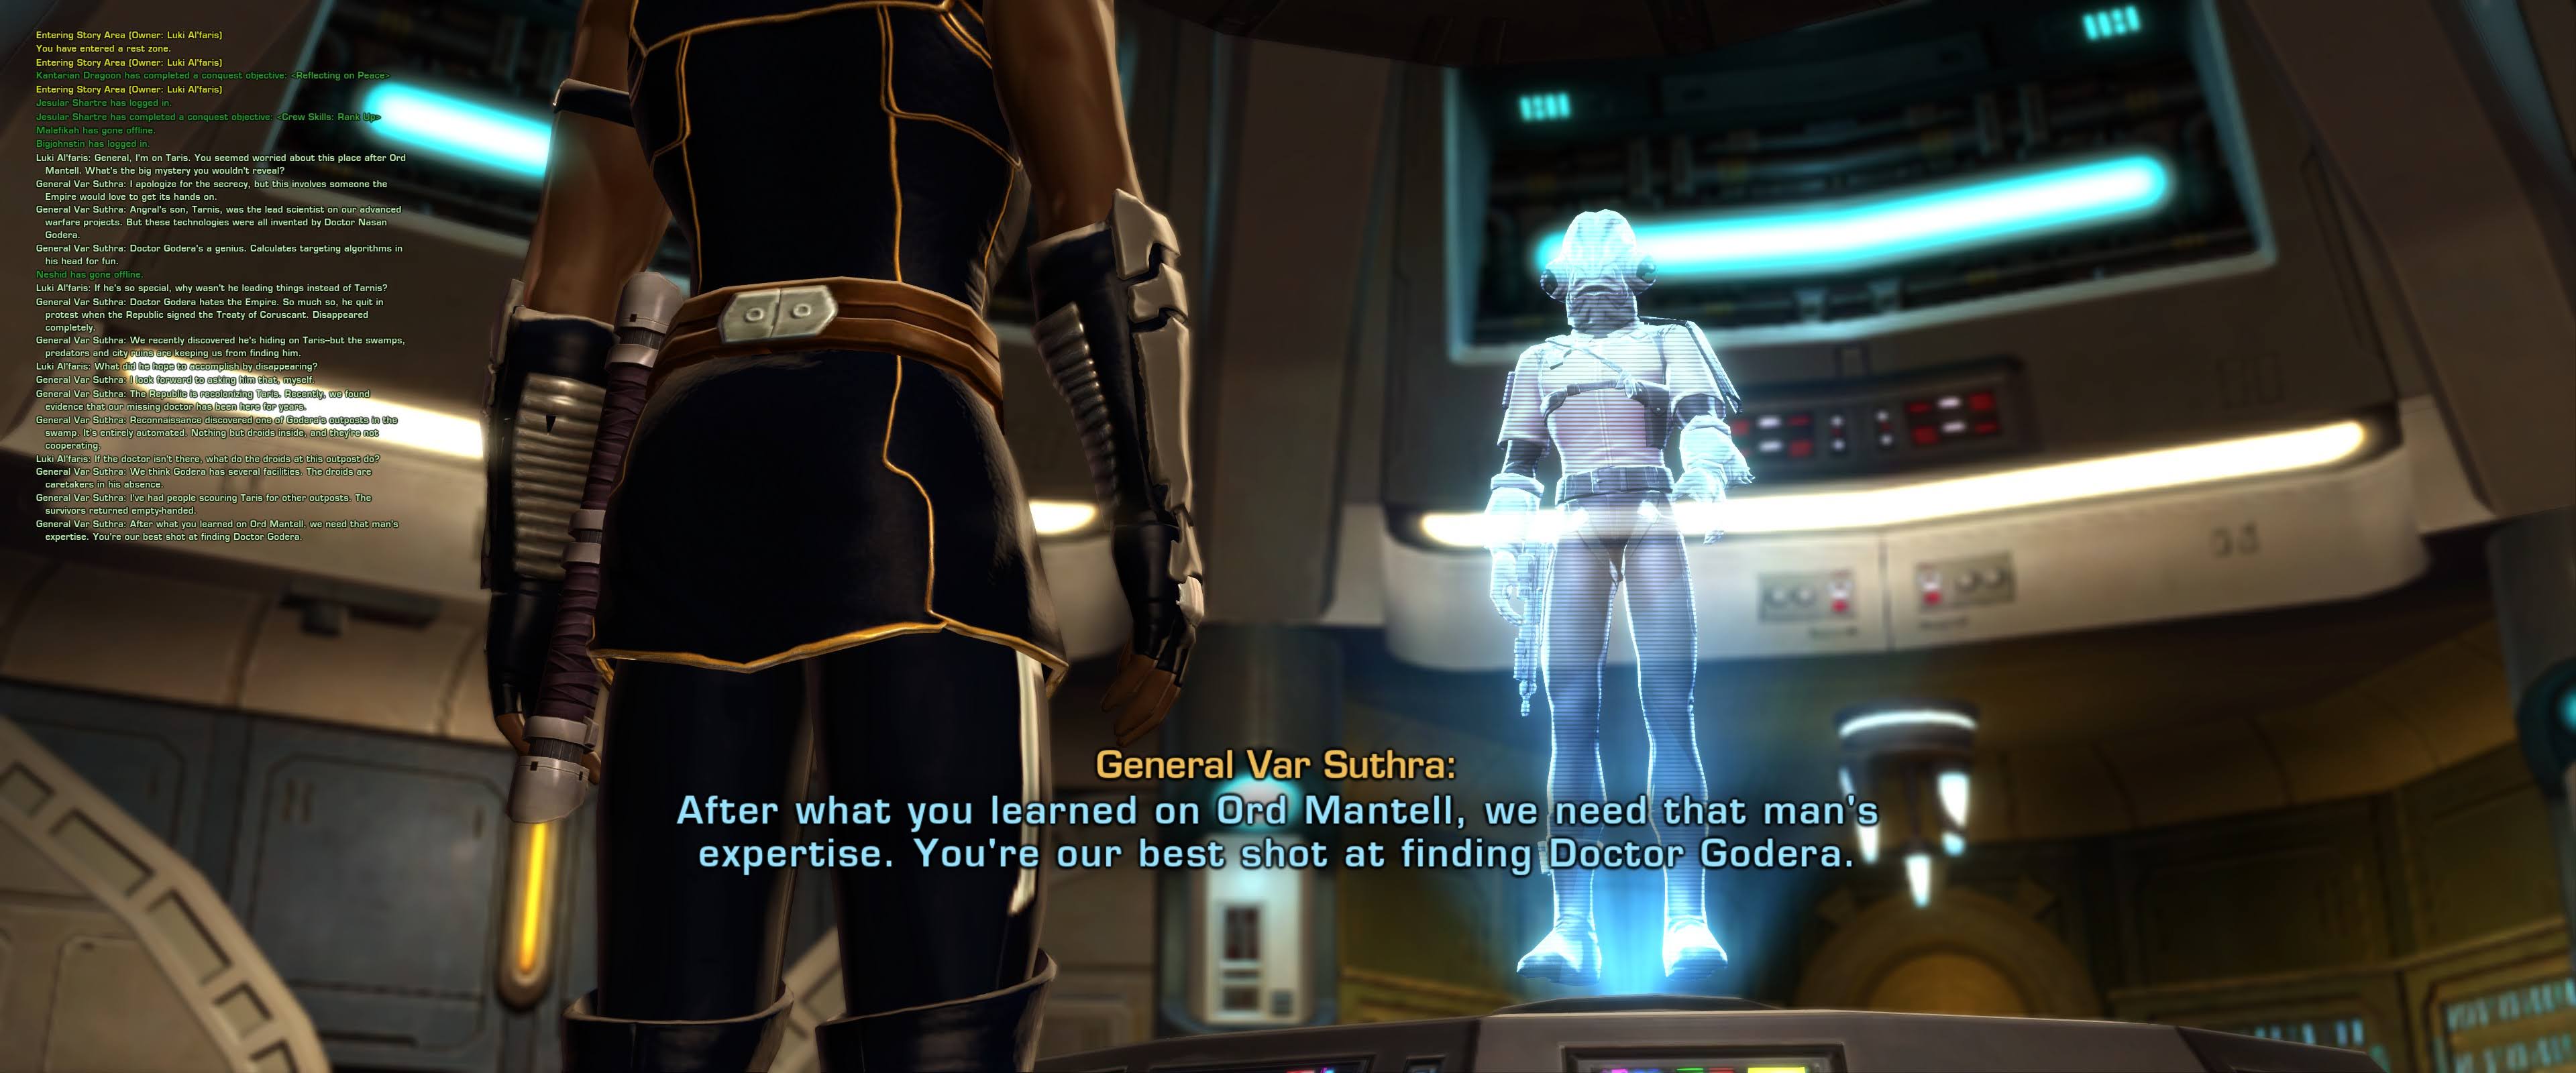 Entering Story Area (Owner: Luki Al'faris)
You have entered a rest zone.
Entering Story Area (Owner: Luki Al'faris)
Kantarian Dragoon has completed a conquest objective: <Reflecting on Peace>
Entering Story Area (Owner: Luki Al'faris)
Jesular Shartre has logged in.
Jesular Shartre has completed a conquest objective: <Crew Skills: Rank Up>
Malefikah has gone offline.
Bigjohnstin has logged in.
Luki Al'faris: General, I'm on Taris. You seemed worried about this place after Ord
Mantell. What's the big mystery you wouldn't reveal?
General Var Suthra: I apologize for the secrecy, but this involves someone the
Empire would love to get its hands on.
General Var Suthra: Angral's son, Tarnis, was the lead scientist on our advanced
warfare projects. But these technologies were all invented by Doctor Nasan
Godera.
General Var Suthra: Doctor Godera's a genius. Calculates targeting algorithms in
his head for fun.
Neshid has gone offline.
Luki Al'faris: If he's so special, why wasn't he leading things instead of Tarnis?
General Var Suthra: Doctor Godera hates the Empire. So much so, he quit in
protest when the Republic signed the Treaty of Coruscant. Disappeared
completely.
General Var Suthra: We recently discovered he's hiding on Taris—but the swamps,
predators and city ruins are keeping us from finding him.
Luki Al'faris: What did he hope to accomplish by disappearing?
General Var Suthra: I look forward to asking him that, myself.
General Var Suthra: The Republic is recolonizing Taris. Recently, we found
evidence that our missing doctor has been here for years.
General Var Suthra: Reconnaissance discovered one of Godera's outposts in the
swamp. It's entirely automated. Nothing but droids inside, and they're not
cooperating.
Luki Al'faris: If the doctor isn't there, what do the droids at this outpost do?
General Var Suthra: We think Godera has several facilities. The droids are
caretakers in his absence.
General Var Suthra: I've had people scouring Taris for other outposts. The
survivors returned empty-handed.
General Var Suthra: After what you learned on Ord Mantell, we need that man's
expertise. You're our best shot at finding Doctor Godera.
General Var Suthra:
After what you learned on Ord Mantell, we need that man's
expertise. You're our best shot at finding Doctor Godera.